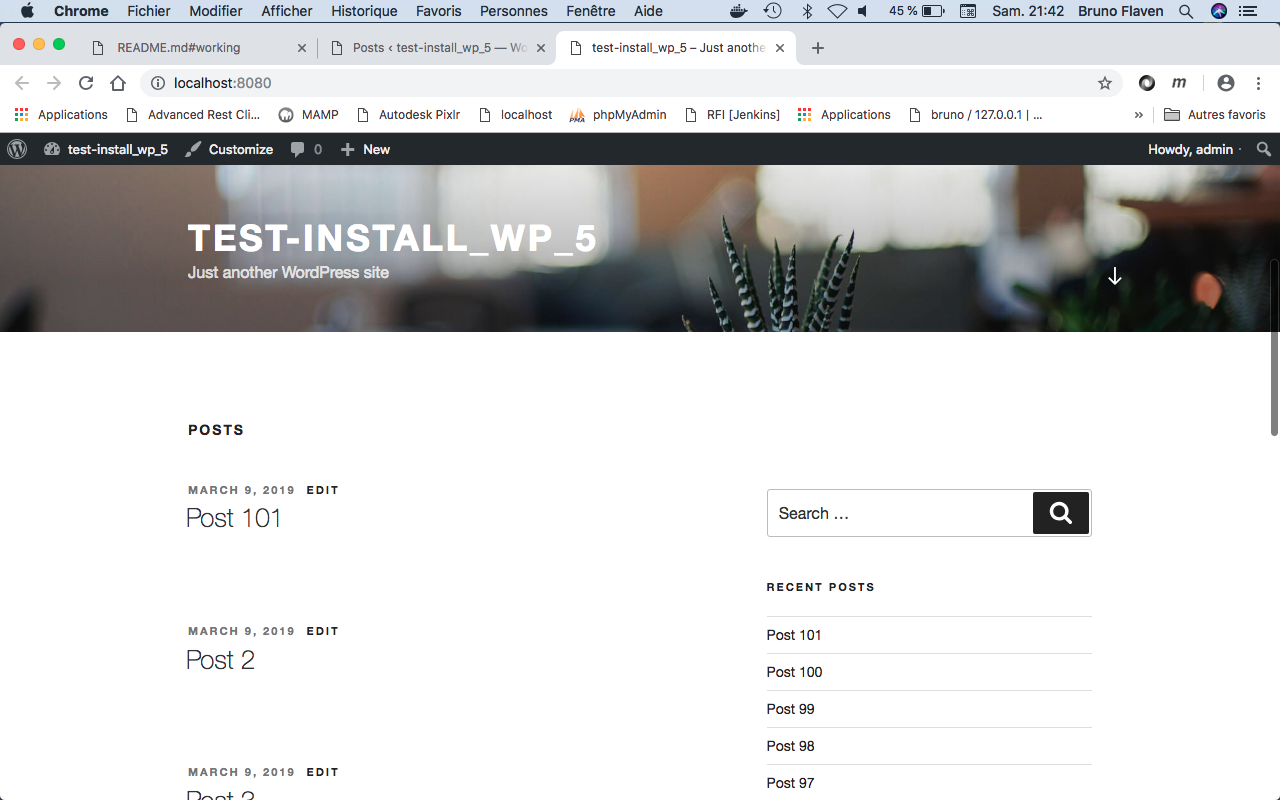 Chrome Fichier Modifier Afficher Historique Favoris Personnes Fenêtre Aide 45 % Sam. 21:42 Bruno Flaven
README.md#working Posts ‹ test-install_wp_5 — Wo test-install_wp_5 – Just anothe
localhost:8080
Applications Advanced Rest Cli... MAMP Autodesk Pixlr localhost phpMyAdmin RFI [Jenkins] Applications bruno / 127.0.0.1 | ... » Autres favoris
test-install_wp_5 Customize 0 New Howdy, admin
TEST-INSTALL_WP_5
Just another WordPress site
POSTS
MARCH 9, 2019 EDIT
Post 101
Search …
RECENT POSTS
MARCH 9, 2019 EDIT
Post 101
Post 2
Post 100
Post 99
Post 98
MARCH 9, 2019 EDIT
Post 97
Post 3